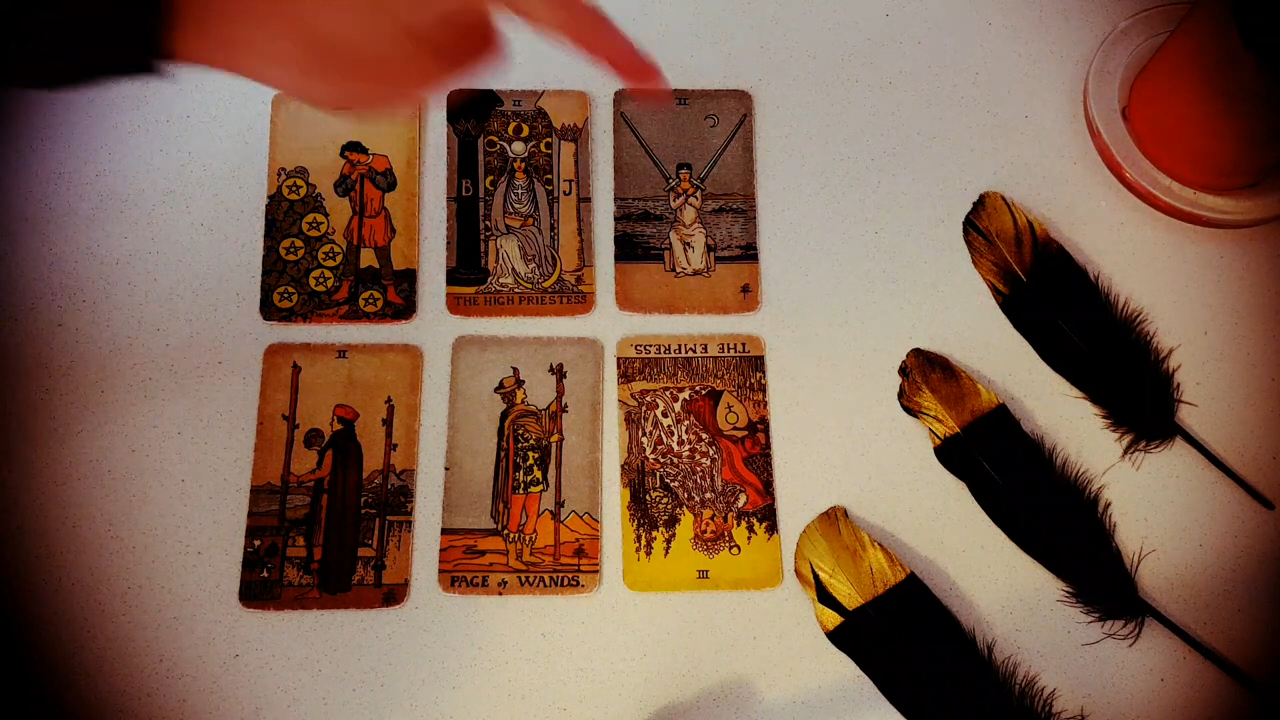 II
II
B J
THE HIGH PRIESTESS
II
THE EMPRESS.
PAGE of WANDS.
III